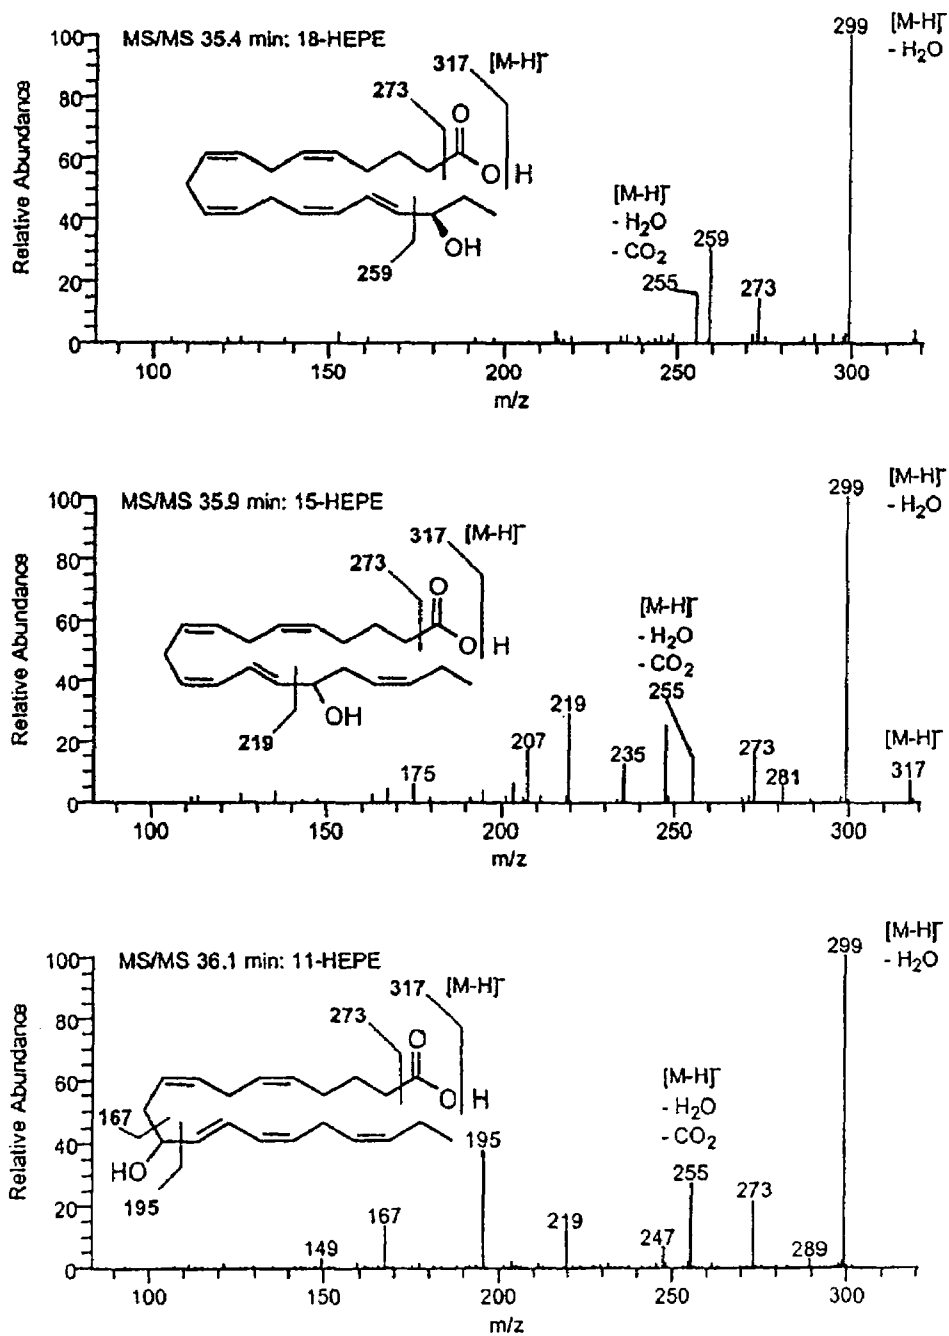 MS/MS 35.4 min: 18-HEPE
299
[M-H]⁻
- H₂O
317 [M-H]⁻
273
O
O H
OH
259
[M-H]⁻
- H₂O
- CO₂
255
259
273
Relative Abundance
100
80
60
40
20
0
100 150 200 250 300
m/z
MS/MS 35.9 min: 15-HEPE
299
[M-H]⁻
- H₂O
317 [M-H]⁻
273
O
O H
OH
219
[M-H]⁻
- H₂O
- CO₂
255
175
207
219
235
273
281
[M-H]⁻
317
Relative Abundance
100
80
60
40
20
0
100 150 200 250 300
m/z
MS/MS 36.1 min: 11-HEPE
299
[M-H]⁻
- H₂O
317 [M-H]⁻
273
O
O H
167
HO
195
[M-H]⁻
- H₂O
- CO₂
255
149
167
195
219
247
273
289
Relative Abundance
100
80
60
40
20
0
100 150 200 250 300
m/z